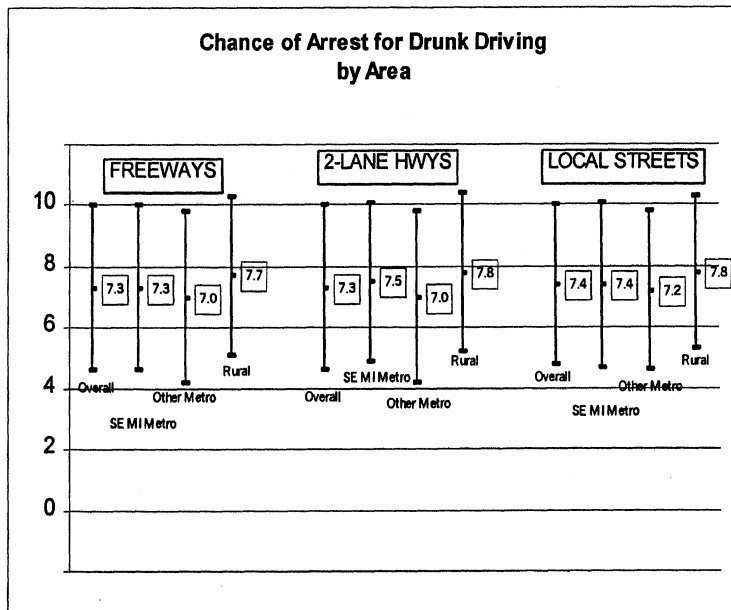 Chance of Arrest for Drunk Driving
by Area
FREEWAYS
2-LANE HWYS
LOCAL STREETS
10
8
6
4
2
0
7.3
7.3
7.0
7.7
7.3
7.5
7.0
7.8
7.4
7.4
7.2
7.8
Overall
SE MI Metro
Other Metro
Rural
Overall
SE MI Metro
Other Metro
Rural
Overall
SE MI Metro
Other Metro
Rural